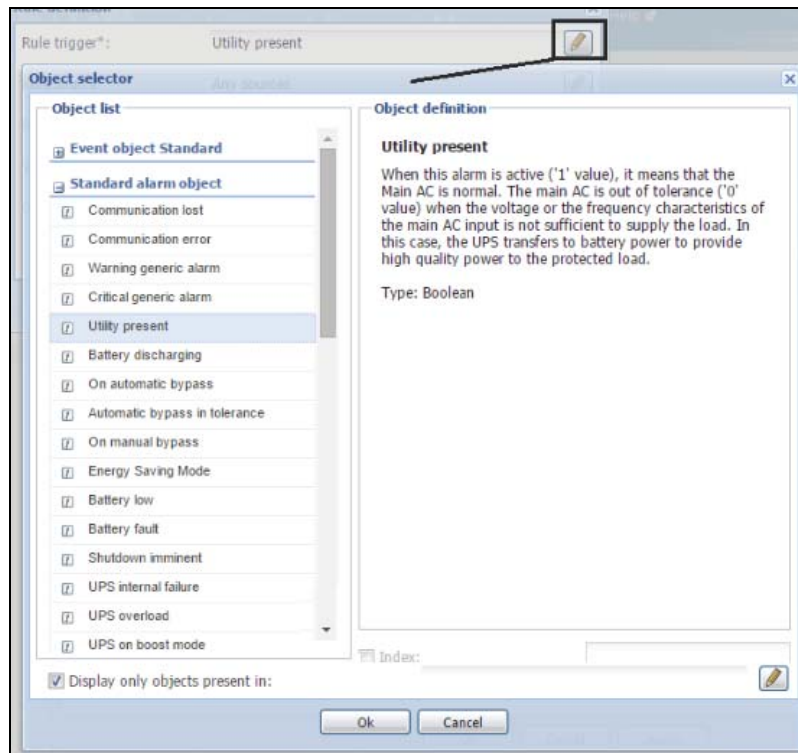 Rule definition
Rule trigger*: Utility present
Object selector
Any sources
Object list
Event object Standard
Standard alarm object
Communication lost
Communication error
Warning generic alarm
Critical generic alarm
Utility present
Battery discharging
On automatic bypass
Automatic bypass in tolerance
On manual bypass
Energy Saving Mode
Battery low
Battery fault
Shutdown imminent
UPS internal failure
UPS overload
UPS on boost mode
Object definition
Utility present
When this alarm is active ('1' value), it means that the
Main AC is normal. The main AC is out of tolerance ('0'
value) when the voltage or the frequency characteristics of
the main AC input is not sufficient to supply the load. In
this case, the UPS transfers to battery power to provide
high quality power to the protected load.
Type: Boolean
Index:
Display only objects present in:
Ok Cancel